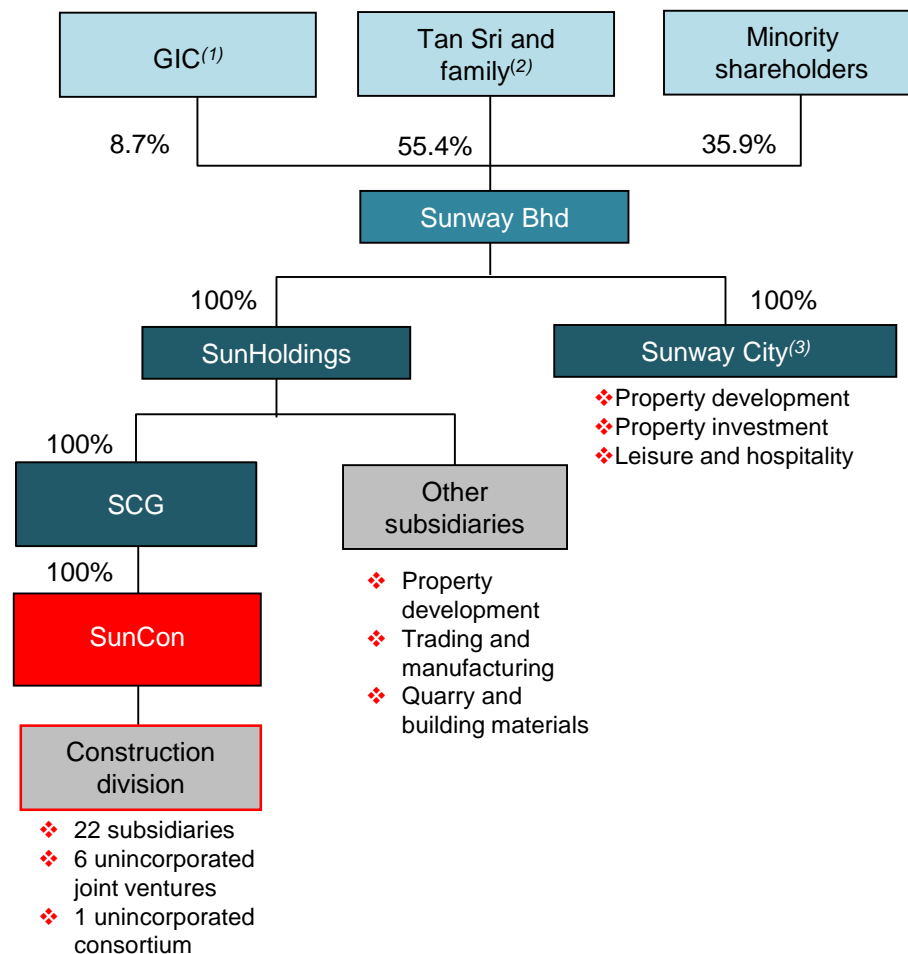 GIC(1)
Tan Sri and
family(2)
Minority
shareholders
8.7%
55.4%
35.9%
Sunway Bhd
100%
100%
SunHoldings
Sunway City(3)
❖Property development
❖Property investment
❖Leisure and hospitality
100%
SCG
Other
subsidiaries
100%
❖ Property
development
❖ Trading and
manufacturing
❖ Quarry and
building materials
SunCon
Construction
division
❖ 22 subsidiaries
❖ 6 unincorporated
joint ventures
❖ 1 unincorporated
consortium